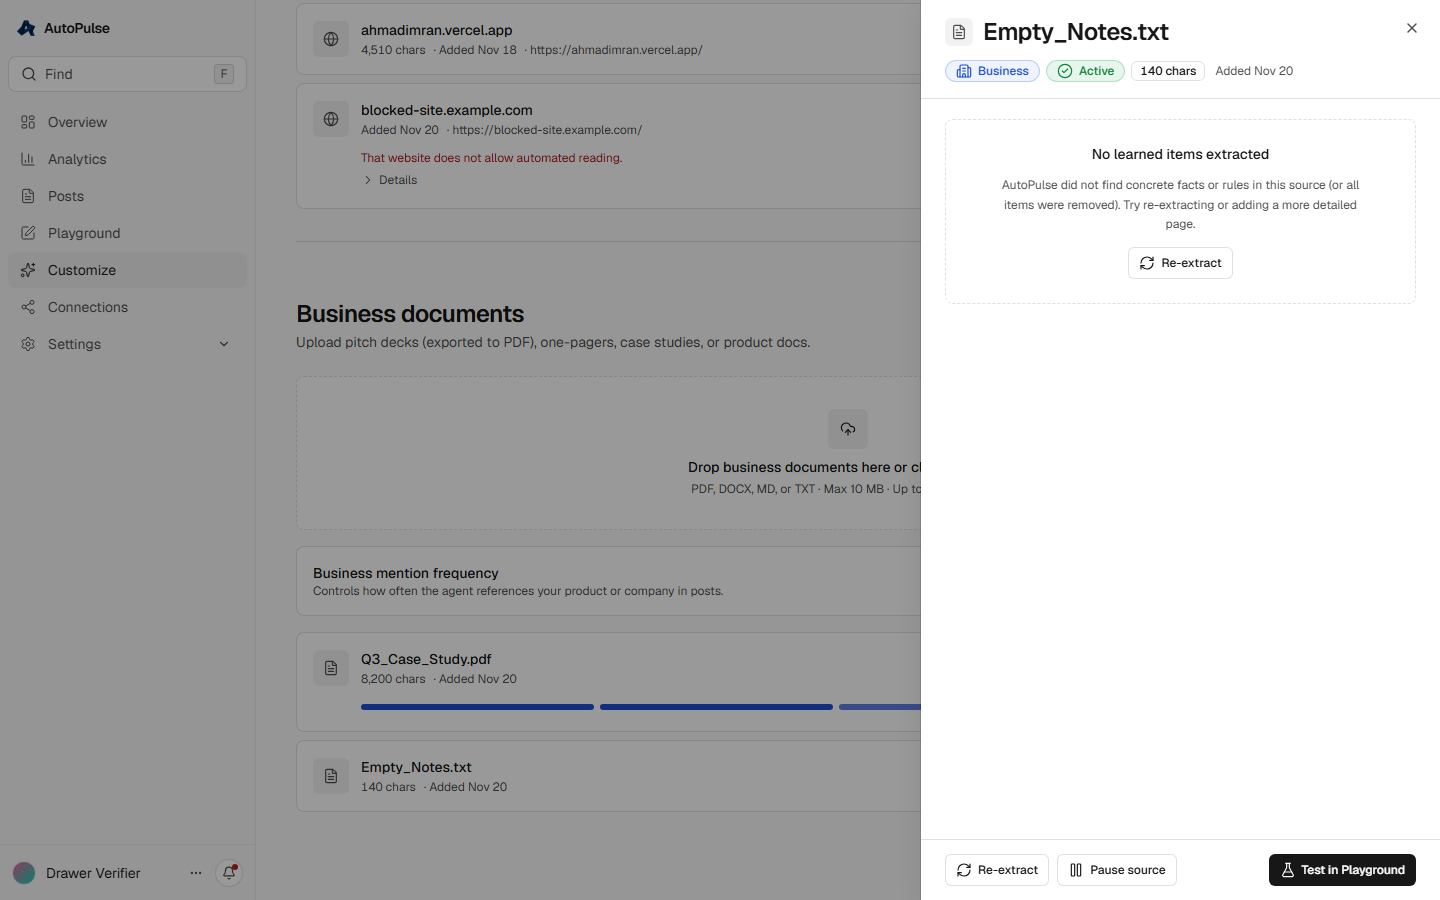 AutoPulse
Find
F
Overview
Analytics
Posts
Playground
Customize
Connections
Settings
Drawer Verifier
ahmadimran.vercel.app
4,510 chars · Added Nov 18 · https://ahmadimran.vercel.app/
blocked-site.example.com
Added Nov 20 · https://blocked-site.example.com/
That website does not allow automated reading.
Details
Business documents
Upload pitch decks (exported to PDF), one-pagers, case studies, or product docs.
Drop business documents here or cl
PDF, DOCX, MD, or TXT · Max 10 MB · Up to
Business mention frequency
Controls how often the agent references your product or company in posts.
Q3_Case_Study.pdf
8,200 chars · Added Nov 20
Empty_Notes.txt
140 chars · Added Nov 20
Empty_Notes.txt
Business
Active
140 chars
Added Nov 20
No learned items extracted
AutoPulse did not find concrete facts or rules in this source (or all
items were removed). Try re-extracting or adding a more detailed
page.
Re-extract
Re-extract
Pause source
Test in Playground